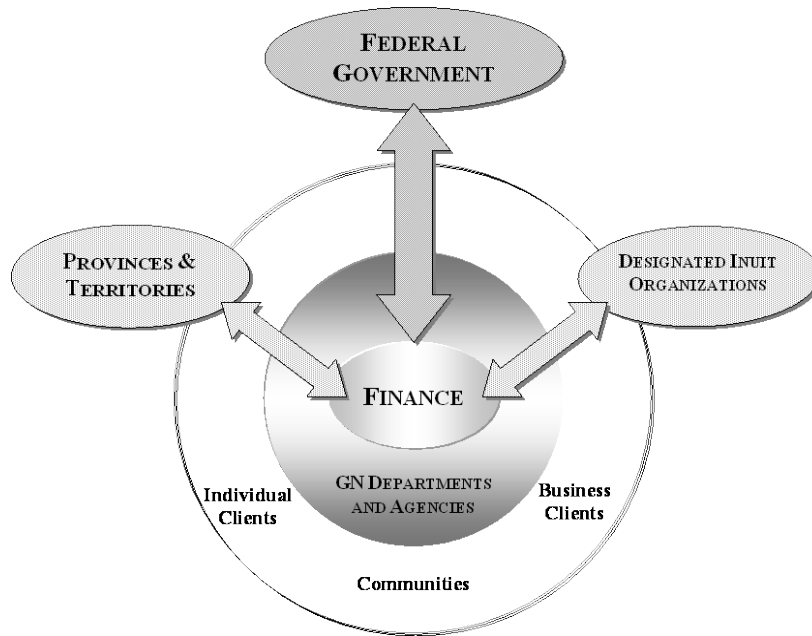 FEDERAL
GOVERNMENT
PROVINCES &
TERRITORIES
DESIGNATED INUIT
ORGANIZATIONS
FINANCE
GN DEPARTMENTS
AND AGENCIES
Individual
Clients
Business
Clients
Communities